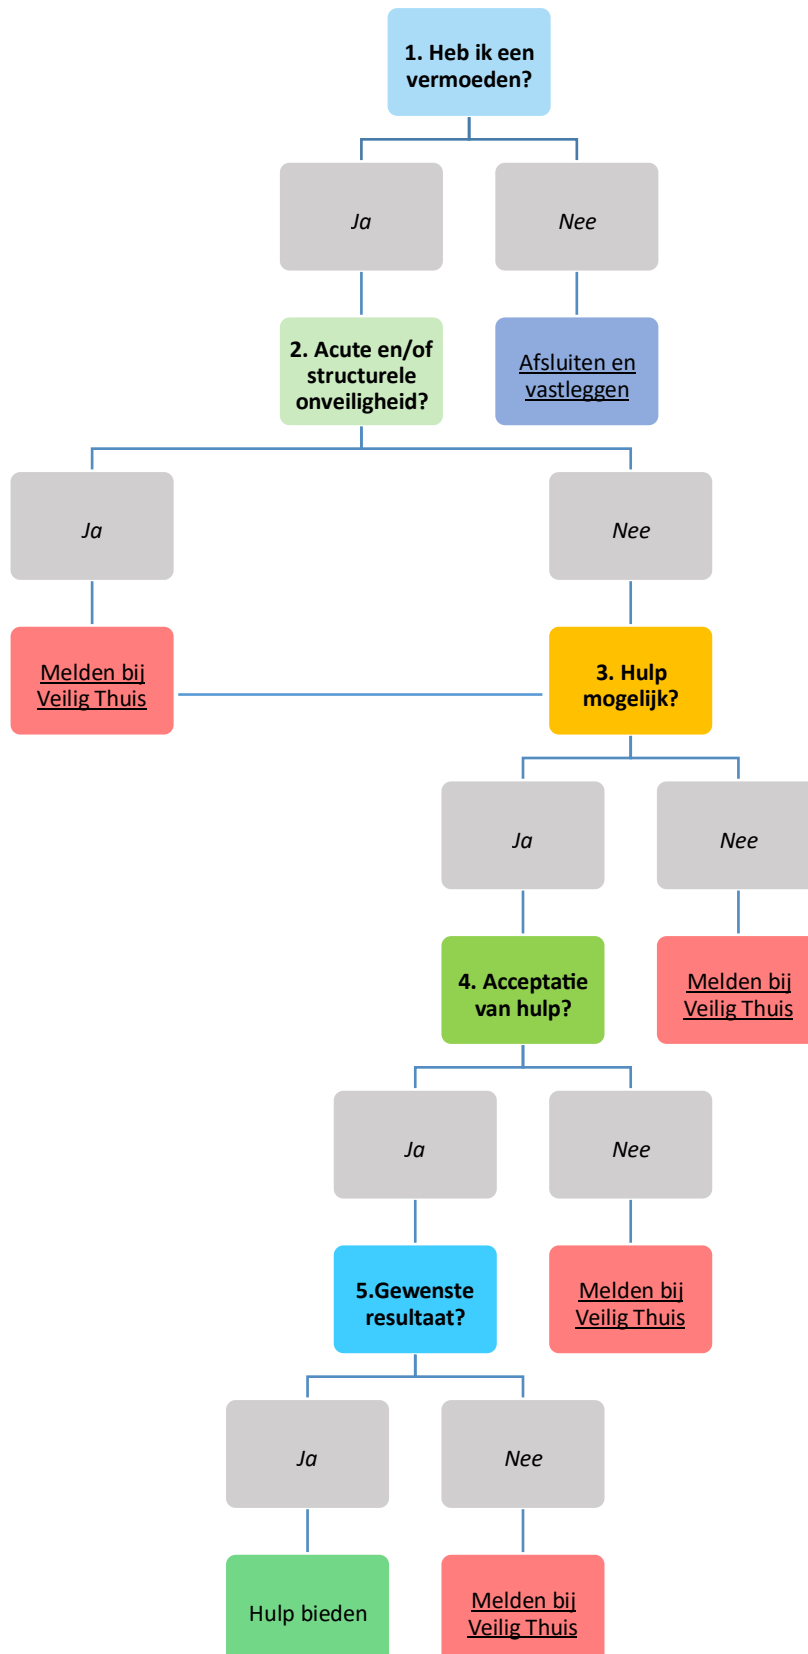 1. Heb ik een
vermoeden?
Ja
Nee
2. Acute en/of
structurele
onveiligheid?
Afsluiten en
vastleggen
Ja
Nee
Melden bij
Veilig Thuis
3. Hulp
mogelijk?
Ja
Nee
4. Acceptatie
van hulp?
Melden bij
Veilig Thuis
Ja
Nee
5.Gewenste
resultaat?
Melden bij
Veilig Thuis
Ja
Nee
Hulp bieden
Melden bij
Veilig Thuis